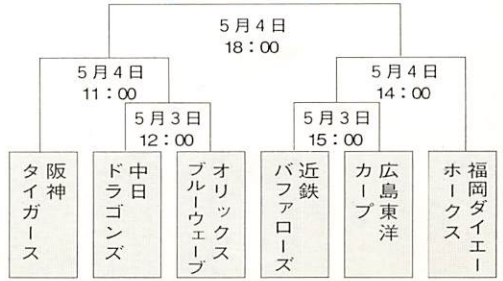 5月4日
18：00
5月4日
11：00
5月4日
14：00
5月3日
12：00
5月3日
15：00
阪神
タイガース
中日
ドラゴンズ
オリックス
ブルーウェーブ
近鉄
バファローズ
広島東洋
カープ
福岡ダイエー
ホークス